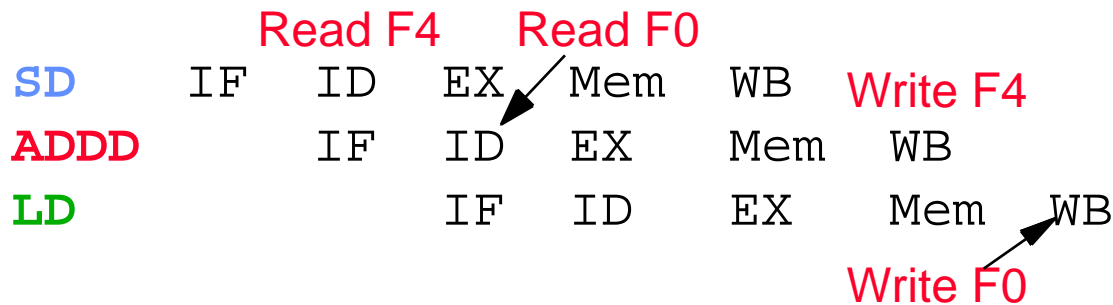 Read F4 Read F0
SD IF ID EX Mem WB
Write F4
ADDD IF ID EX Mem WB
LD IF ID EX Mem WB
Write F0